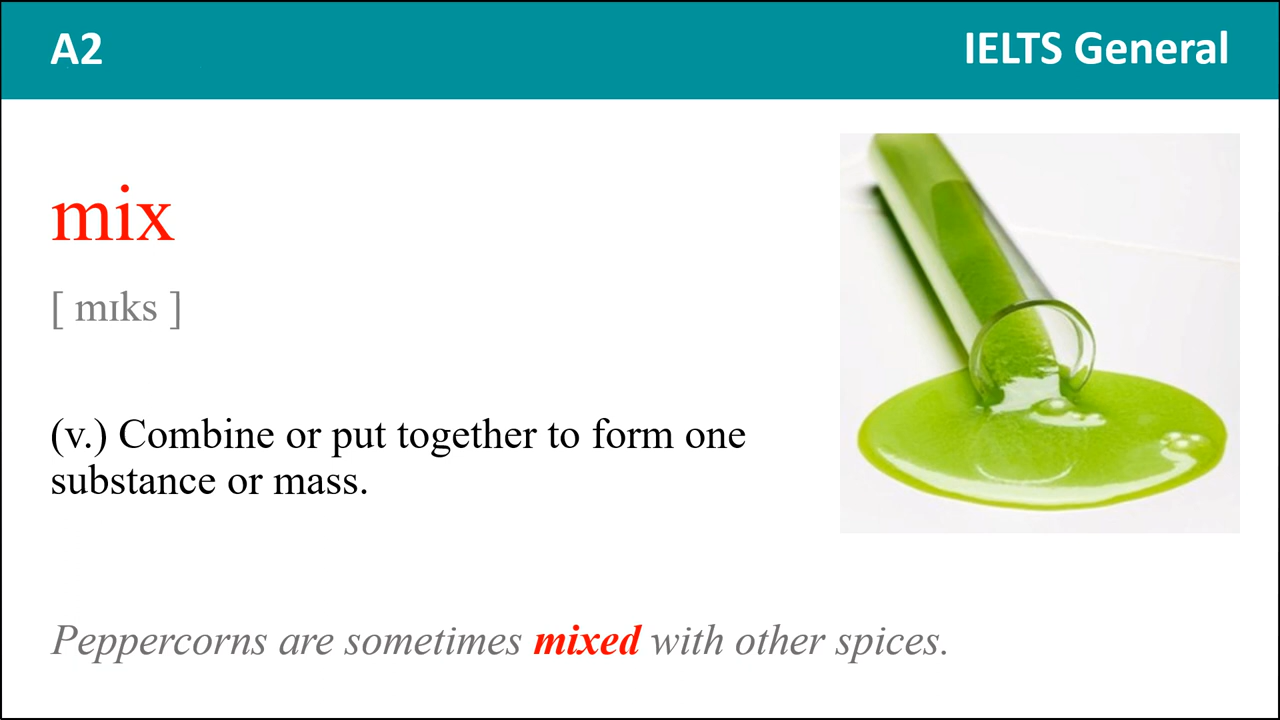 A2
IELTS General
mix
[ mɪks ]
(v.) Combine or put together to form one
substance or mass.
Peppercorns are sometimes mixed with other spices.